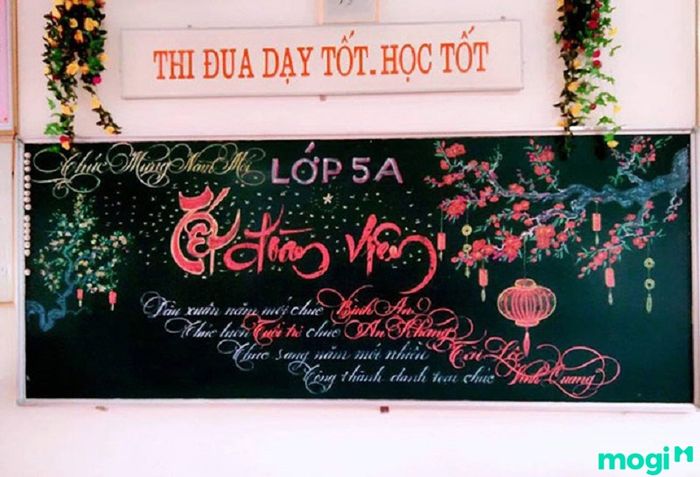 THI ĐUA DẠY TỐT. HỌC TỐT
Chúc Mừng Năm Mới
LỚP 5A
Tết đoàn viên
Đầu xuân năm mới chúc Bình An
Chúc luôn Tuổi trẻ chúc An Khang
Chúc sang năm mới nhiều Tài Lộc
Công thành danh toại chúc Vinh Quang
mogi